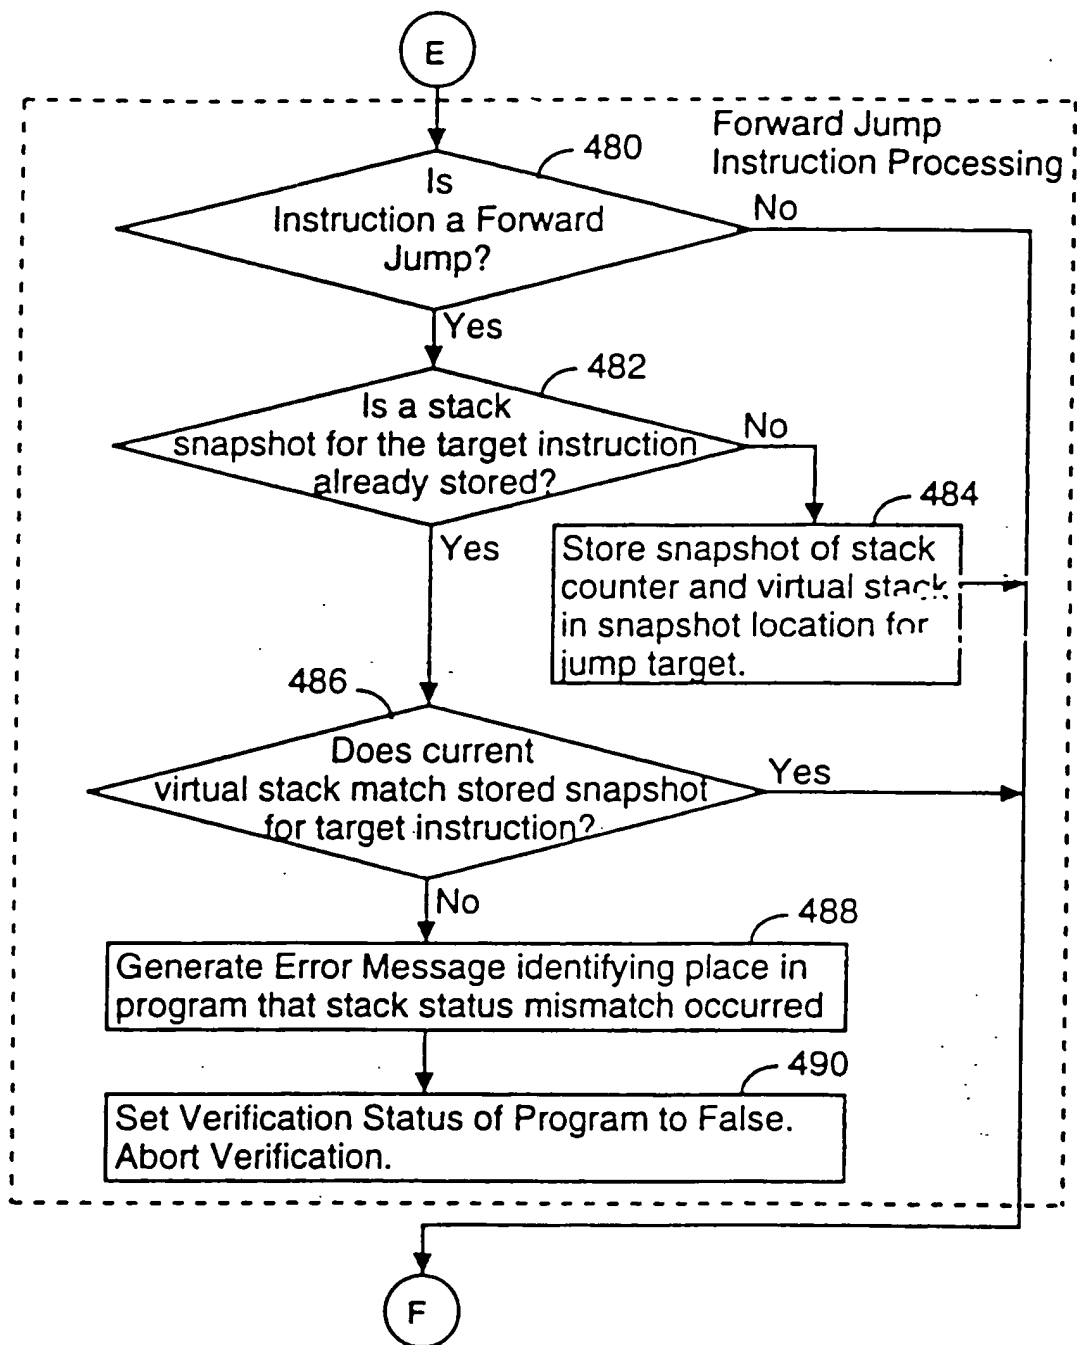 E
Forward Jump
Instruction Processing
480
Is
Instruction a Forward
Jump?
No
Yes
482
Is a stack
snapshot for the target instruction
already stored?
No
Yes
484
Store snapshot of stack
counter and virtual stack
in snapshot location for
jump target.
486
Does current
virtual stack match stored snapshot
for target instruction?
Yes
No
488
Generate Error Message identifying place in
program that stack status mismatch occurred
490
Set Verification Status of Program to False.
Abort Verification.
F